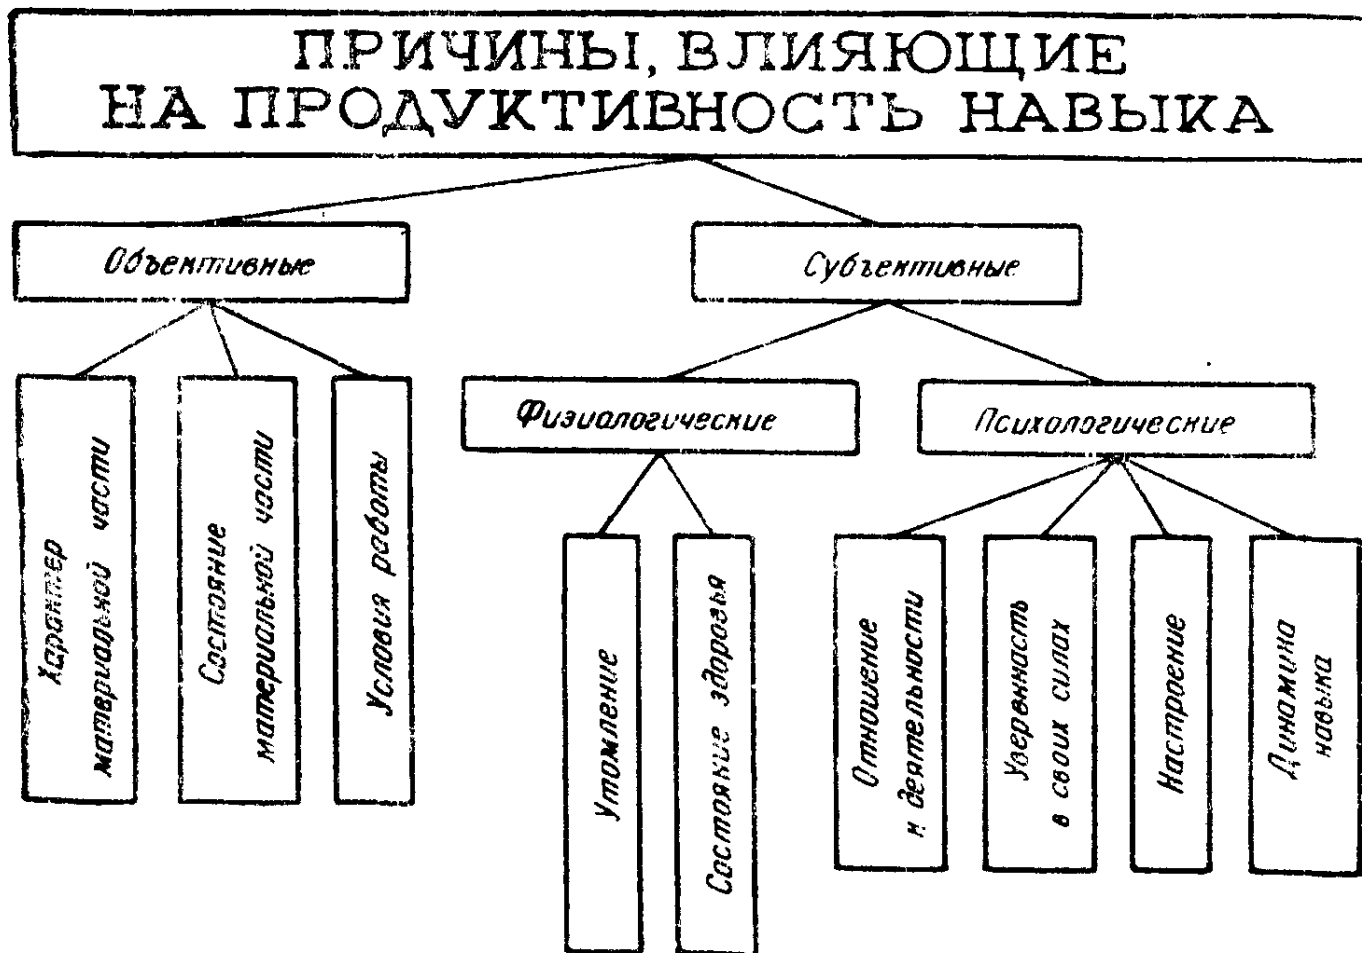 ПРИЧИНЫ, ВЛИЯЮЩИЕ
НА ПРОДУКТИВНОСТЬ НАВЫКА
Объективные
Субъективные
Физиологические
Психологические
Характер
материальной части
Состояние
материальной части
Условия работы
Утомление
Состояние здоровья
Отношение
к деятельности
Уверенность
в своих силах
Настроение
Динамика
навыка